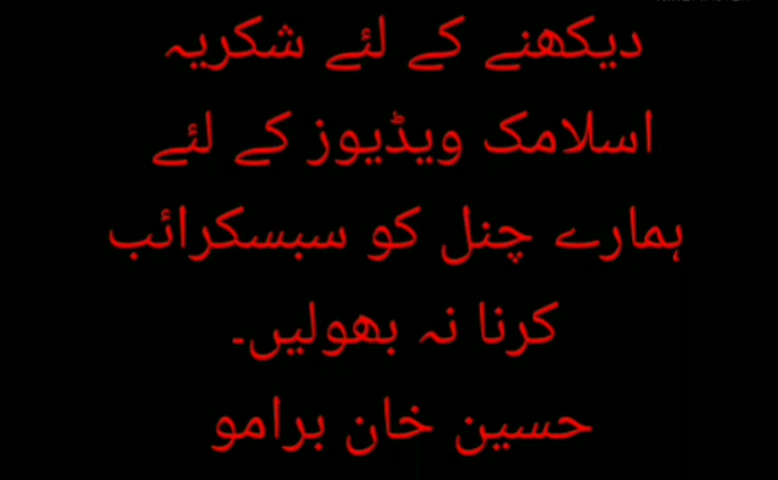 دیکھنے کے لئے شکریہ
اسلامک ویڈیوز کے لئے
ہمارے چنل کو سبسکرائب
کرنا نہ بھولیں۔
حسین خان برامو